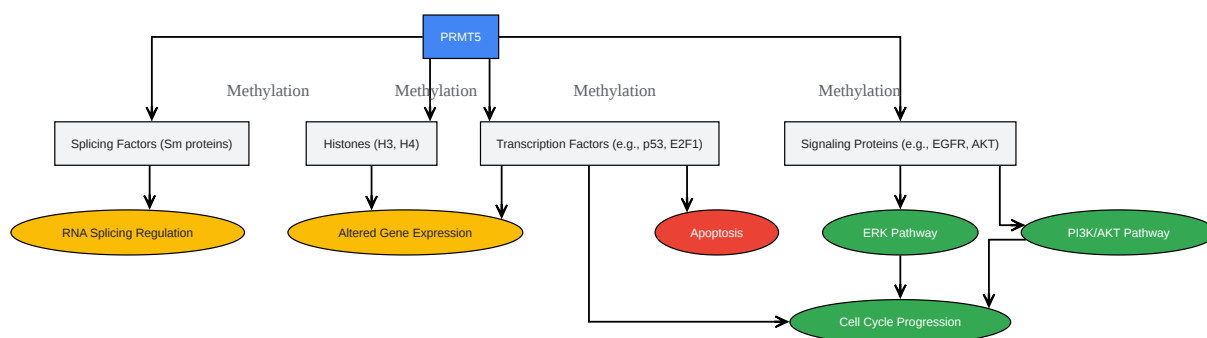 PRMT5
Methylation
Methylation
Methylation
Methylation
Splicing Factors (Sm proteins)
Histones (H3, H4)
Transcription Factors (e.g., p53, E2F1)
Signaling Proteins (e.g., EGFR, AKT)
RNA Splicing Regulation
Altered Gene Expression
Apoptosis
ERK Pathway
PI3K/AKT Pathway
Cell Cycle Progression